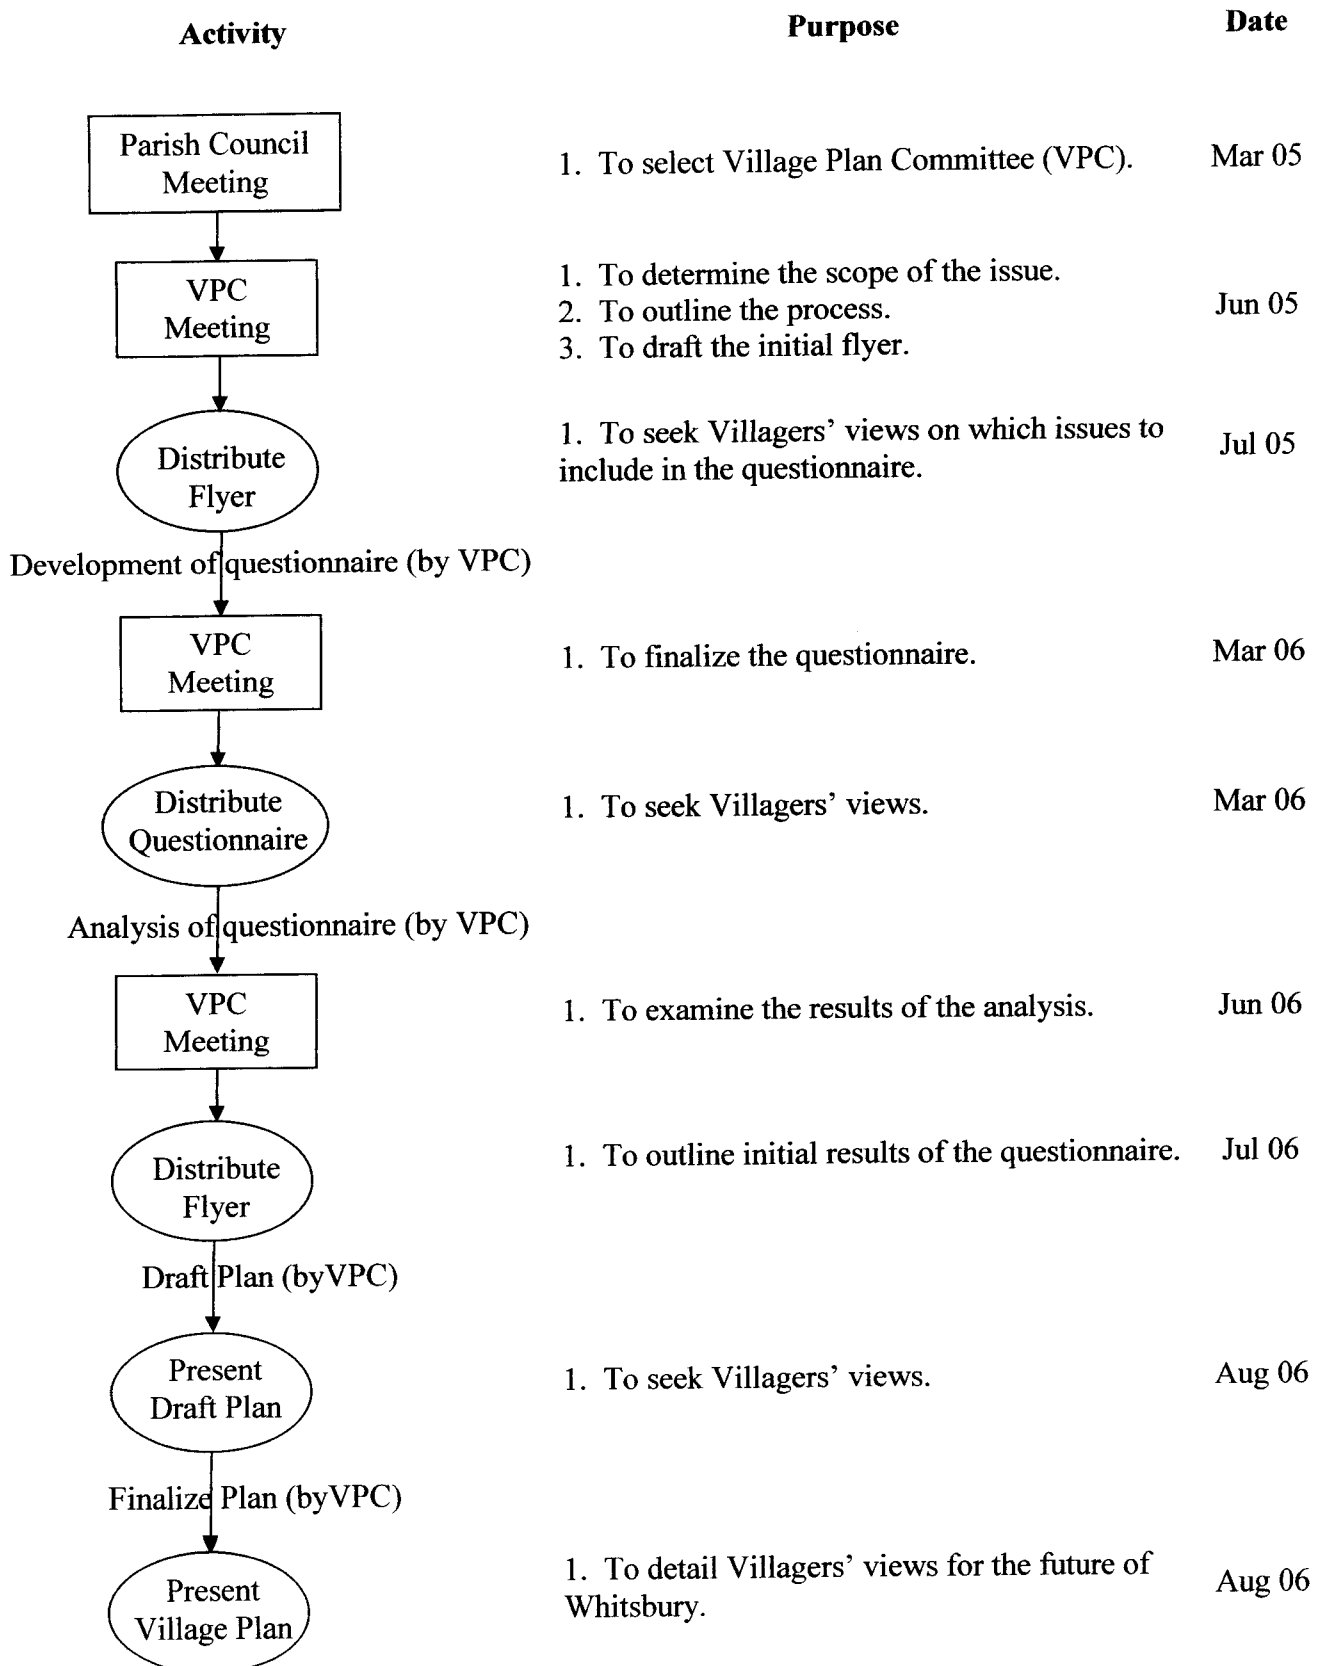 Activity Purpose Date
Parish Council
Meeting
1. To select Village Plan Committee (VPC). Mar 05
VPC
Meeting
1. To determine the scope of the issue.
2. To outline the process.
3. To draft the initial flyer.
Jun 05
Distribute
Flyer
1. To seek Villagers' views on which issues to
include in the questionnaire.
Jul 05
Development of questionnaire (by VPC)
VPC
Meeting
1. To finalize the questionnaire. Mar 06
Distribute
Questionnaire
1. To seek Villagers' views. Mar 06
Analysis of questionnaire (by VPC)
VPC
Meeting
1. To examine the results of the analysis. Jun 06
Distribute
Flyer
1. To outline initial results of the questionnaire. Jul 06
Draft Plan (byVPC)
Present
Draft Plan
1. To seek Villagers' views. Aug 06
Finalize Plan (byVPC)
Present
Village Plan
1. To detail Villagers' views for the future of
Whitsbury.
Aug 06